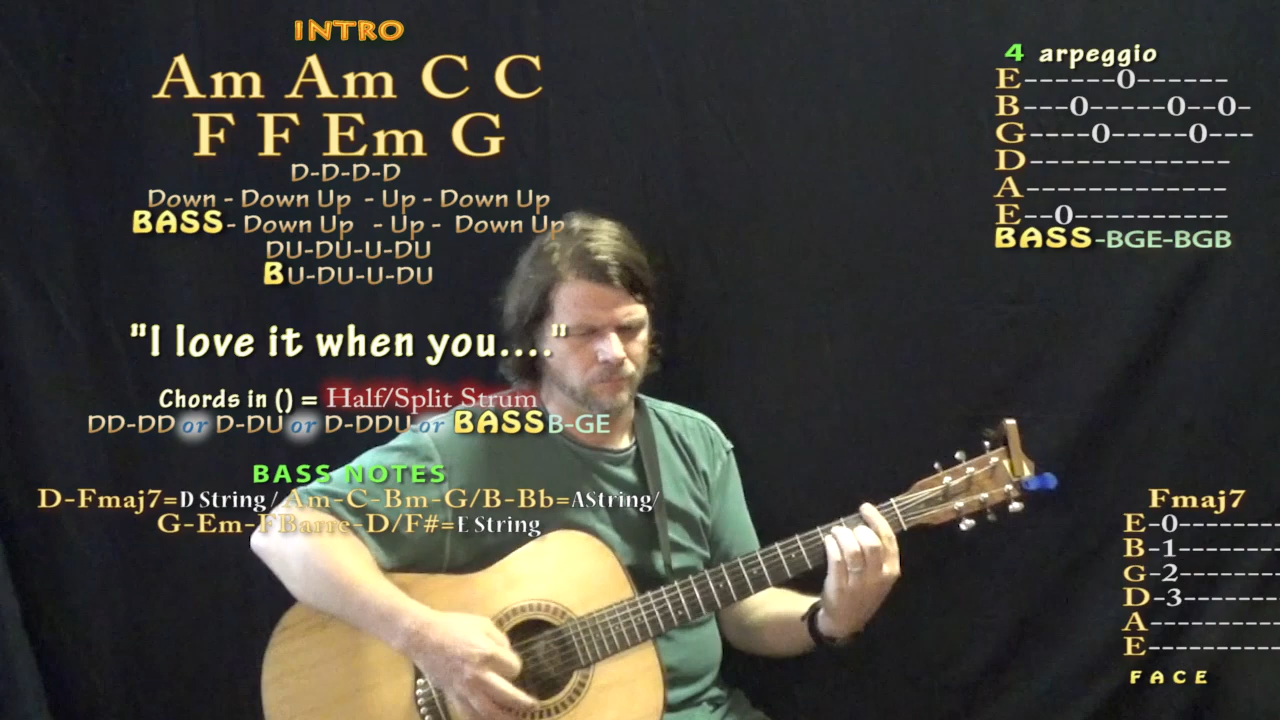 INTRO
Am Am C C
F F Em G
D-D-D-D
Down - Down Up - Up - Down Up
BASS - Down Up - Up - Down Up
DU-DU-U-DU
BU-DU-U-DU
"I love it when you...."
Chords in () = Half/Split Strum
DD-DD or D-DU or D-DDU or BASS B-GE
BASS NOTES
D-Fmaj7=D String/ Am-C-Bm-G/B-Bb=AString/
G-Em-FBarre-D/F#=E String
4 arpeggio
E------0------
B---0-----0--0-
G----0-----0---
D-------------
A-------------
E--0----------
BASS-BGE-BGB
Fmaj7
E-0--------
B-1--------
G-2--------
D-3-------
A---------
E---------
FACE